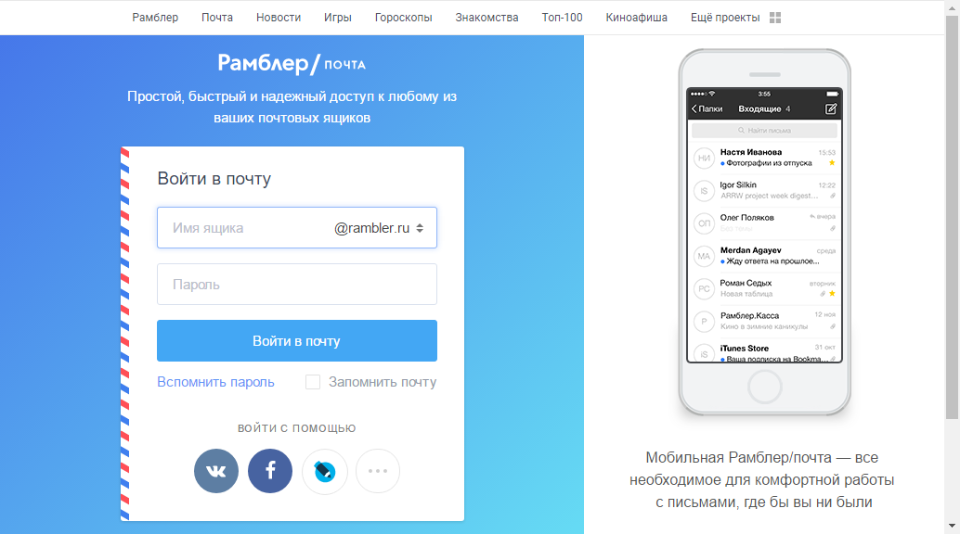 Рамблер Почта Новости Игры Гороскопы Знакомства Топ-100 Киноафиша Ещё проекты
Рамблер/ПОЧТА
Простой, быстрый и надежный доступ к любому из
ваших почтовых ящиков
Войти в почту
Имя ящика @rambler.ru
Пароль
Войти в почту
Вспомнить пароль Запомнить почту
ВОЙТИ С ПОМОЩЬЮ
3:55
Папки Входящие 4
Найти письма
НИ Настя Иванова 15:53
Фотографии из отпуска
IS Igor Silkin 12:22
ARRW project week digest...
ОП Олег Поляков вчера
Без темы
MA Merdan Agayev среда
Жду ответа на прошлое...
РС Роман Седых вторник
Новая таблица
Р Рамблер.Касса 12 ноя
Кино в зимние каникулы
iS iTunes Store 31 окт
Ваша подписка на Bookma...
Мобильная Рамблер/почта — все
необходимое для комфортной работы
с письмами, где бы вы ни были